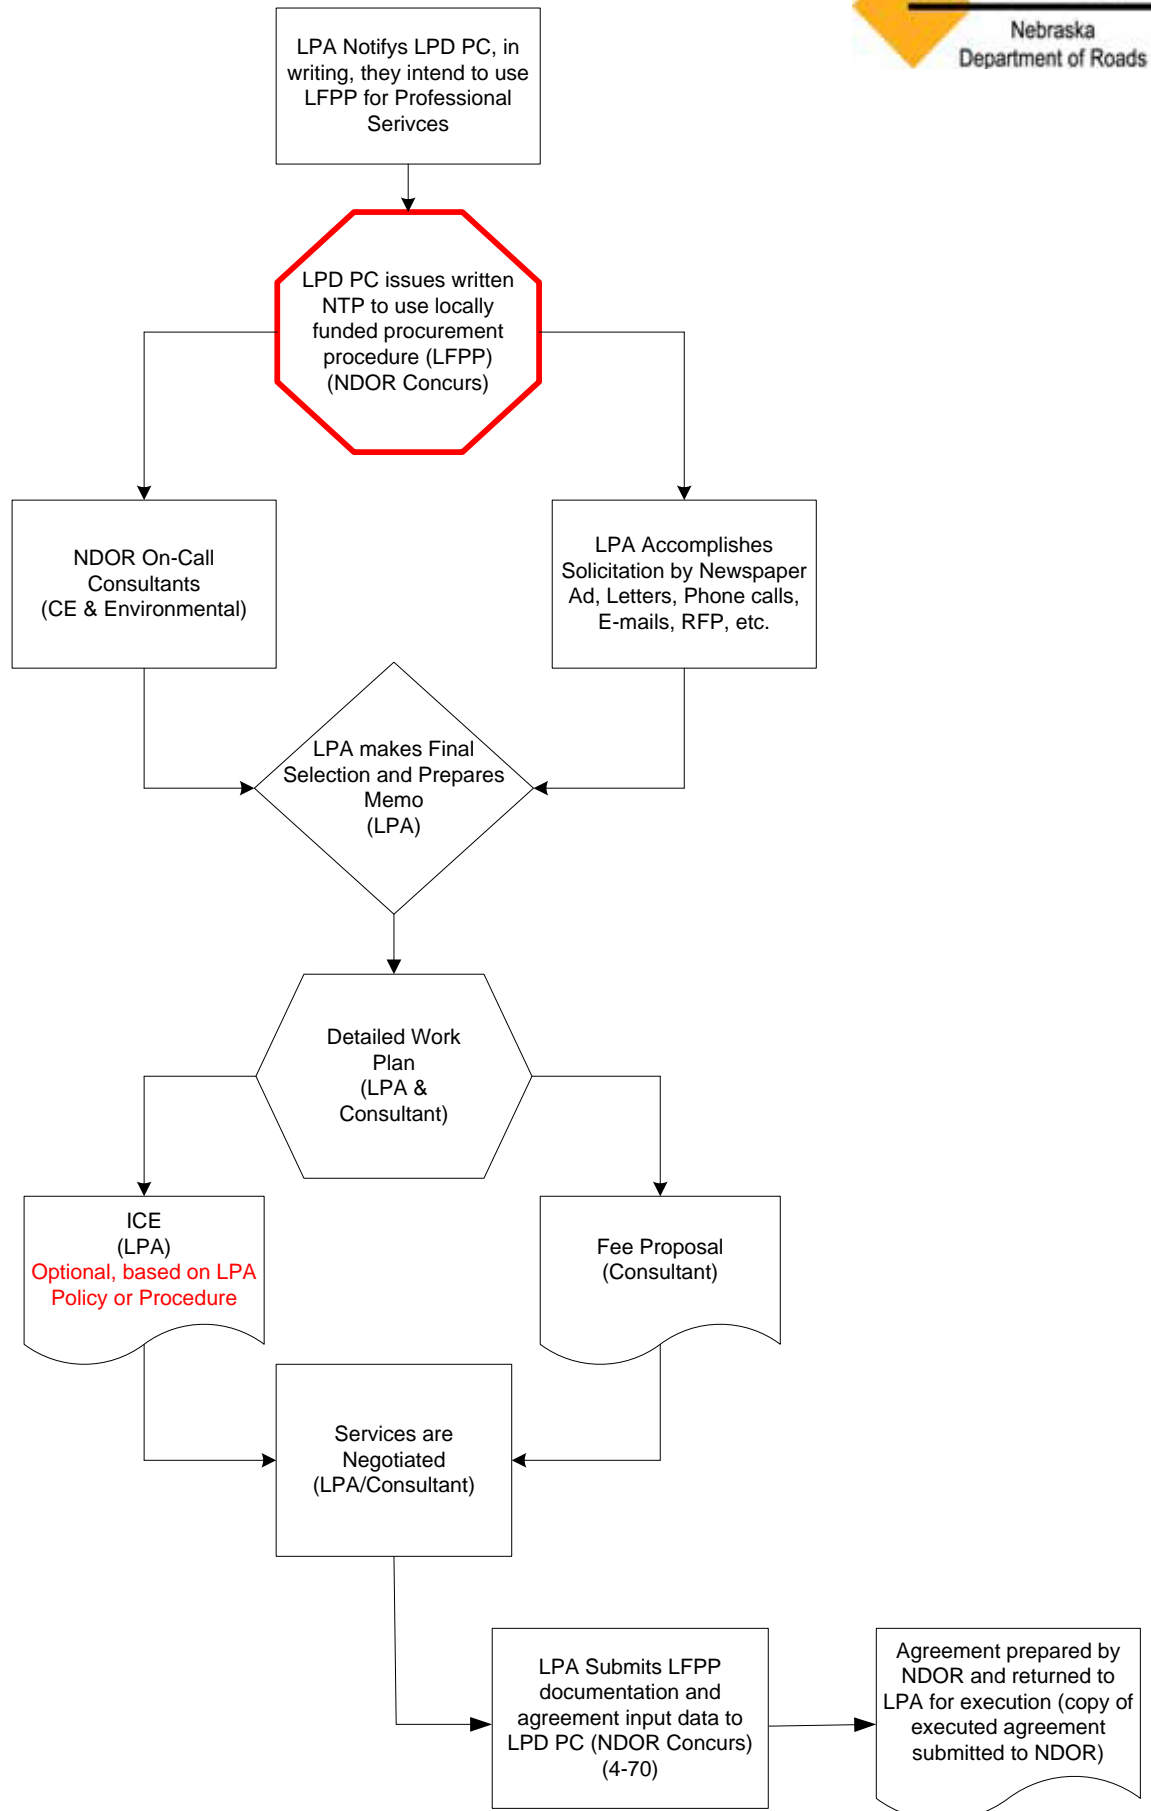 Nebraska
Department of Roads
LPA Notifys LPD PC, in
writing, they intend to use
LFPP for Professional
Serivces
LPD PC issues written
NTP to use locally
funded procurement
procedure (LFPP)
(NDOR Concurs)
NDOR On-Call
Consultants
(CE & Environmental)
LPA Accomplishes
Solicitation by Newspaper
Ad, Letters, Phone calls,
E-mails, RFP, etc.
LPA makes Final
Selection and Prepares
Memo
(LPA)
Detailed Work
Plan
(LPA &
Consultant)
ICE
(LPA)
Optional, based on LPA
Policy or Procedure
Fee Proposal
(Consultant)
Services are
Negotiated
(LPA/Consultant)
LPA Submits LFPP
documentation and
agreement input data to
LPD PC (NDOR Concurs)
(4-70)
Agreement prepared by
NDOR and returned to
LPA for execution (copy of
executed agreement
submitted to NDOR)